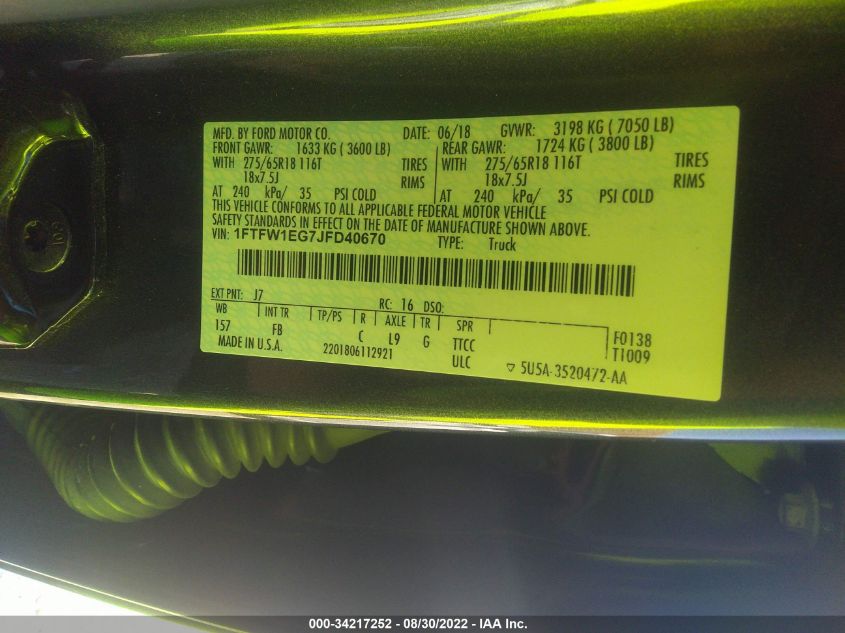 MFD. BY FORD MOTOR CO. DATE: 06/18 GVWR: 3198 KG ( 7050 LB)
FRONT GAWR: 1633 KG ( 3600 LB) REAR GAWR: 1724 KG ( 3800 LB)
WITH 275/65R18 116T TIRES WITH 275/65R18 116T TIRES
18x7.5J RIMS 18x7.5J RIMS
AT 240 kPa/ 35 PSI COLD AT 240 kPa/ 35 PSI COLD
THIS VEHICLE CONFORMS TO ALL APPLICABLE FEDERAL MOTOR VEHICLE
SAFETY STANDARDS IN EFFECT ON THE DATE OF MANUFACTURE SHOWN ABOVE.
VIN: 1FTFW1EG7JFD40670 TYPE: Truck
EXT PNT: J7 RC: 16 DSO:
WB INT TR TP/PS R AXLE TR SPR
157 FB C L9 G TTCC F0138
MADE IN U.S.A. 2201806112921 ULC T1009
▽ 5U5A-3520472-AA
000-34217252 - 08/30/2022 - IAA Inc.